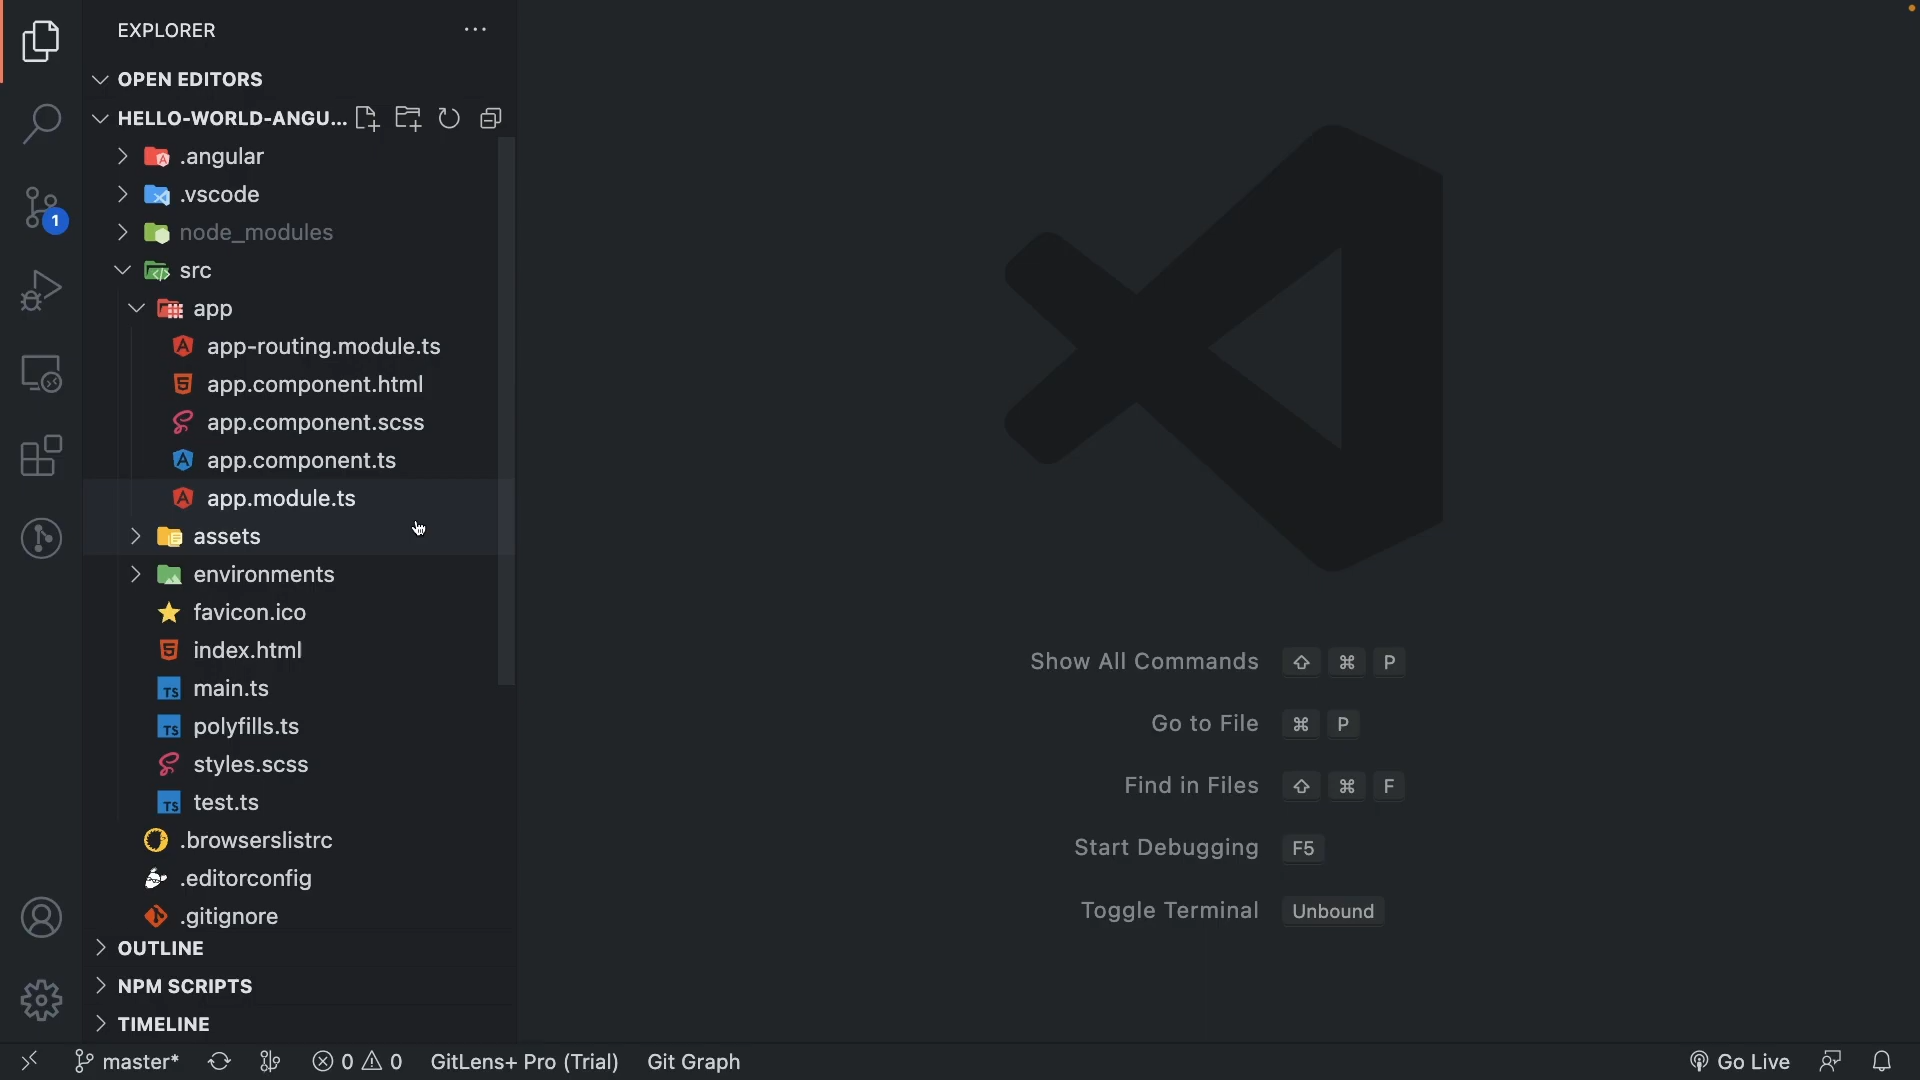 EXPLORER
OPEN EDITORS
HELLO-WORLD-ANGU...
.angular
.vscode
1
node_modules
src
app
app-routing.module.ts
app.component.html
app.component.scss
app.component.ts
app.module.ts
assets
environments
favicon.ico
index.html
main.ts
polyfills.ts
styles.scss
test.ts
.browserslistrc
.editorconfig
.gitignore
OUTLINE
NPM SCRIPTS
TIMELINE
Show All Commands ⇧ ⌘ P
Go to File ⌘ P
Find in Files ⇧ ⌘ F
Start Debugging F5
Toggle Terminal Unbound
master* 0 0 GitLens+ Pro (Trial) Git Graph Go Live